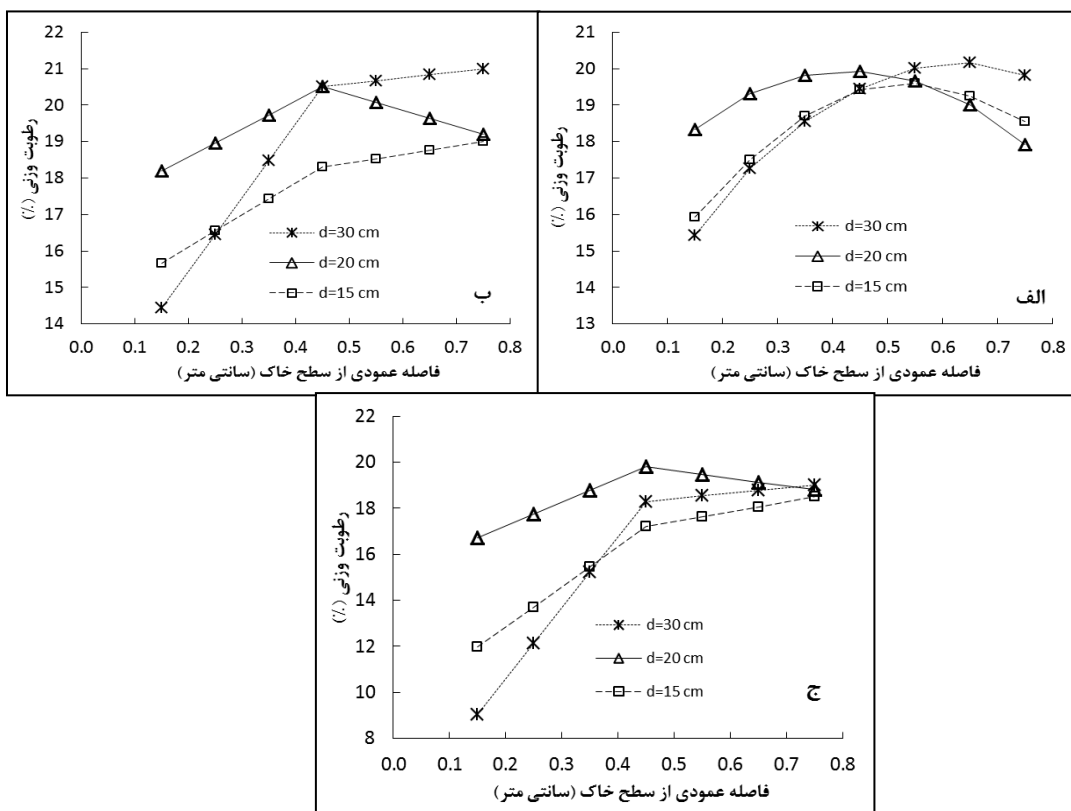 رطوبت وزنی (٪)
22
21
20
19
18
17
16
15
14
d=30 cm
d=20 cm
d=15 cm
ب
0.0 0.1 0.2 0.3 0.4 0.5 0.6 0.7 0.8
فاصله عمودی از سطح خاک (سانتی متر)
رطوبت وزنی (٪)
21
20
19
18
17
16
15
14
13
d=30 cm
d=20 cm
d=15 cm
الف
0.0 0.1 0.2 0.3 0.4 0.5 0.6 0.7 0.8
فاصله عمودی از سطح خاک (سانتی متر)
رطوبت وزنی (٪)
22
20
18
16
14
12
10
8
d=30 cm
d=20 cm
d=15 cm
ج
0.0 0.1 0.2 0.3 0.4 0.5 0.6 0.7 0.8
فاصله عمودی از سطح خاک (سانتی متر)